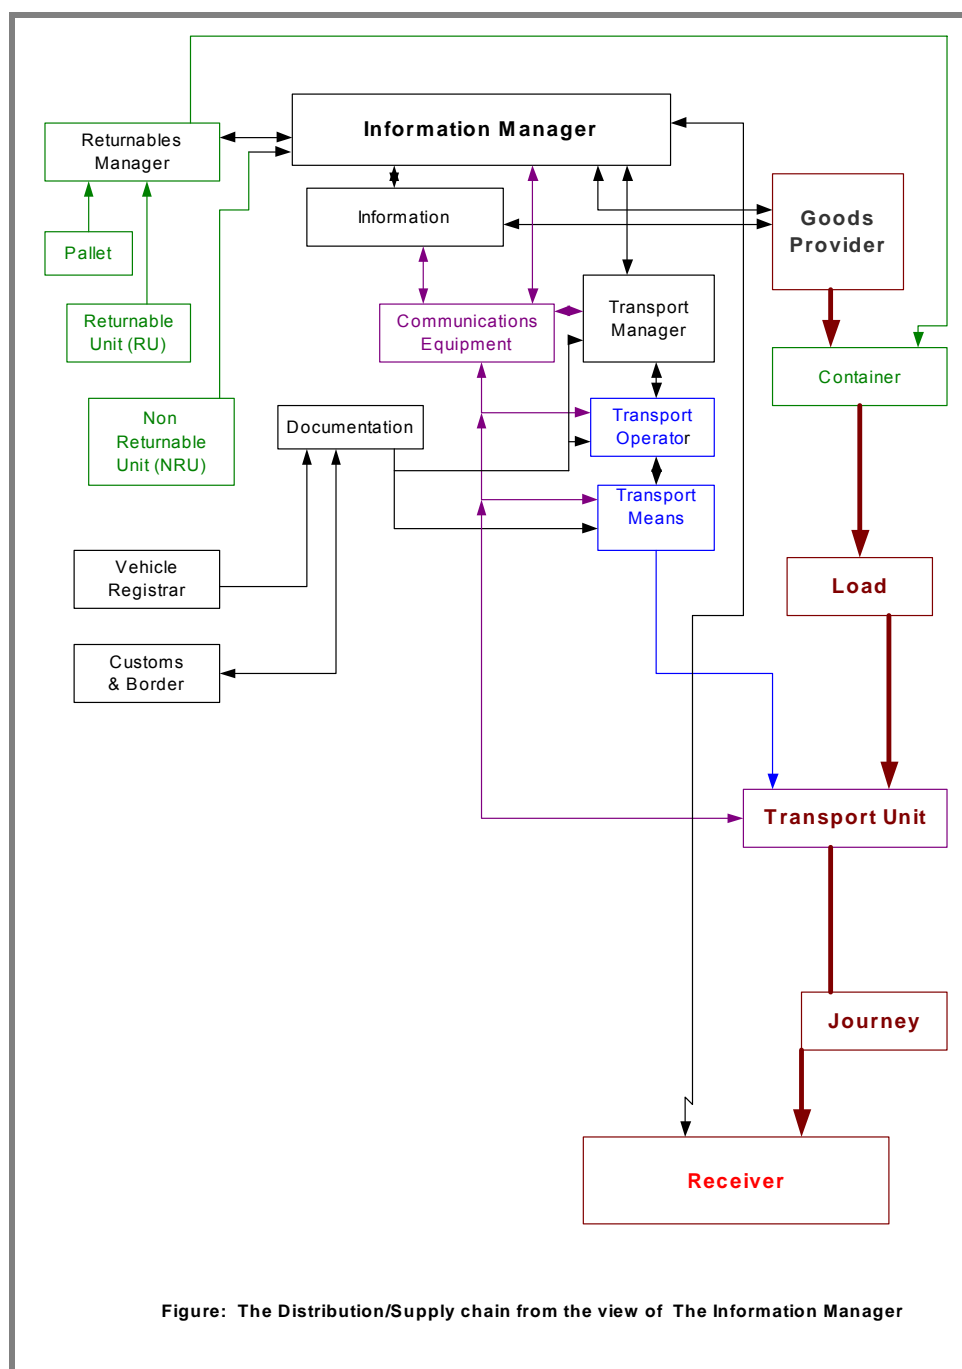 Information Manager
Returnables
Manager
Information
Goods
Provider
Pallet
Returnable
Unit (RU)
Communications
Equipment
Transport
Manager
Container
Non
Returnable
Unit (NRU)
Documentation
Transport
Operator
Transport
Means
Vehicle
Registrar
Load
Customs
& Border
Transport Unit
Journey
Receiver
Figure: The Distribution/Supply chain from the view of The Information Manager